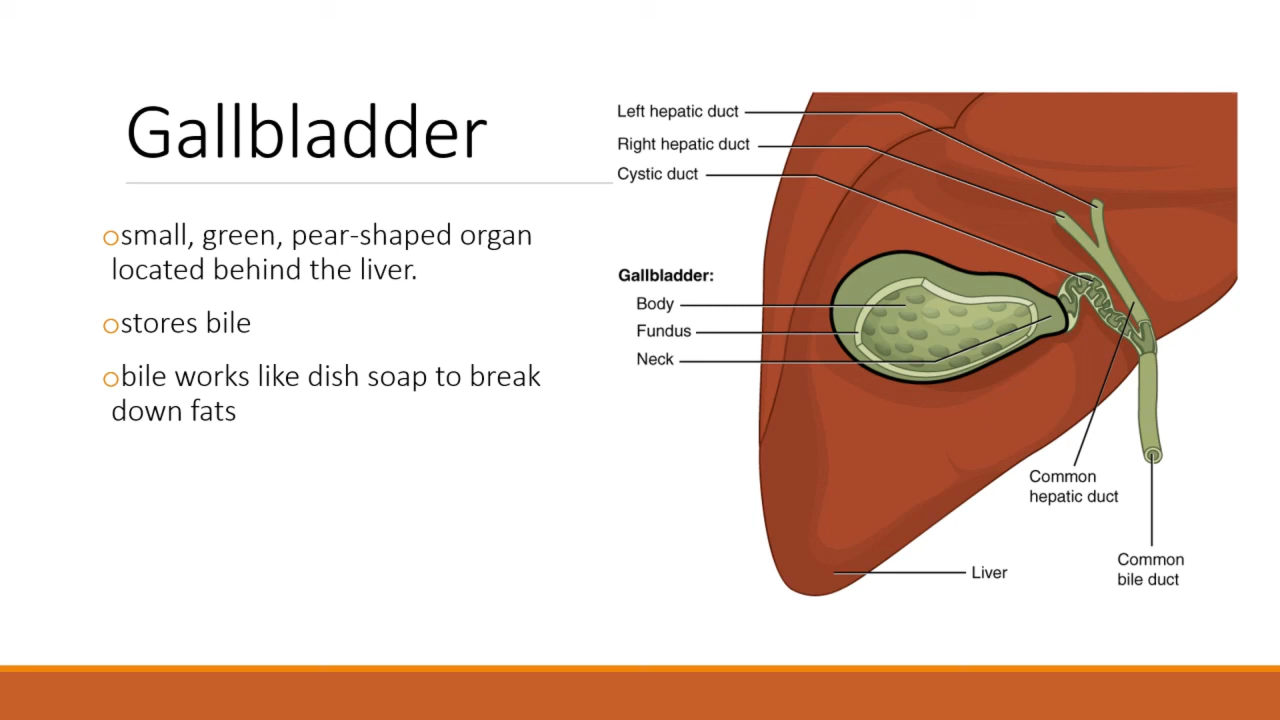 Gallbladder
small, green, pear-shaped organ
located behind the liver.
stores bile
bile works like dish soap to break
down fats
Left hepatic duct
Right hepatic duct
Cystic duct
Gallbladder:
Body
Fundus
Neck
Common
hepatic duct
Common
bile duct
Liver